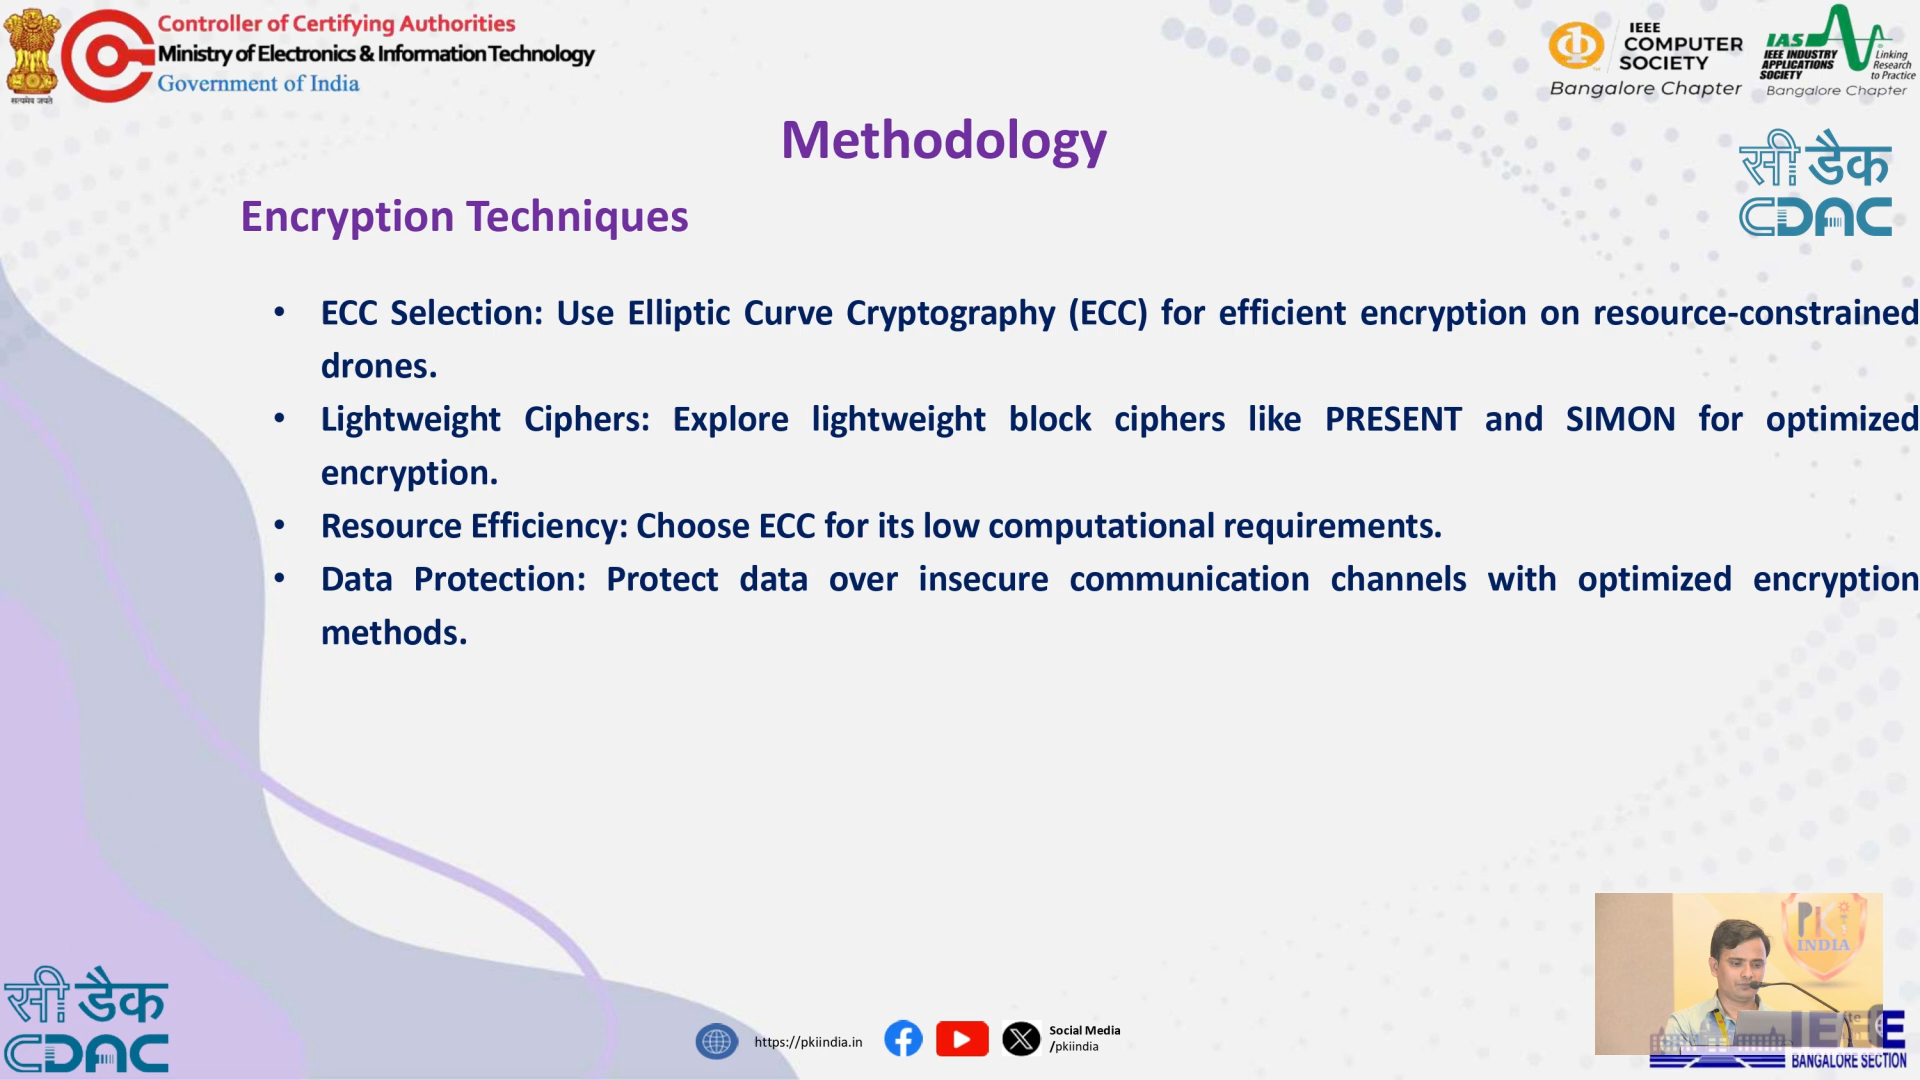 Controller of Certifying Authorities
Ministry of Electronics & Information Technology
Government of India
सत्यमेव जयते
IEEE
COMPUTER
SOCIETY
Bangalore Chapter
IAS
IEEE INDUSTRY
APPLICATIONS
SOCIETY
Linking
Research
to Practice
Bangalore Chapter
Methodology
सी डैक
CDAC
Encryption Techniques
• ECC Selection: Use Elliptic Curve Cryptography (ECC) for efficient encryption on resource-constrained
drones.
• Lightweight Ciphers: Explore lightweight block ciphers like PRESENT and SIMON for optimized
encryption.
• Resource Efficiency: Choose ECC for its low computational requirements.
• Data Protection: Protect data over insecure communication channels with optimized encryption
methods.
PKI
INDIA
सी डैक
CDAC
https://pkiindia.in
Social Media
/pkiindia
BANGALORE SECTION